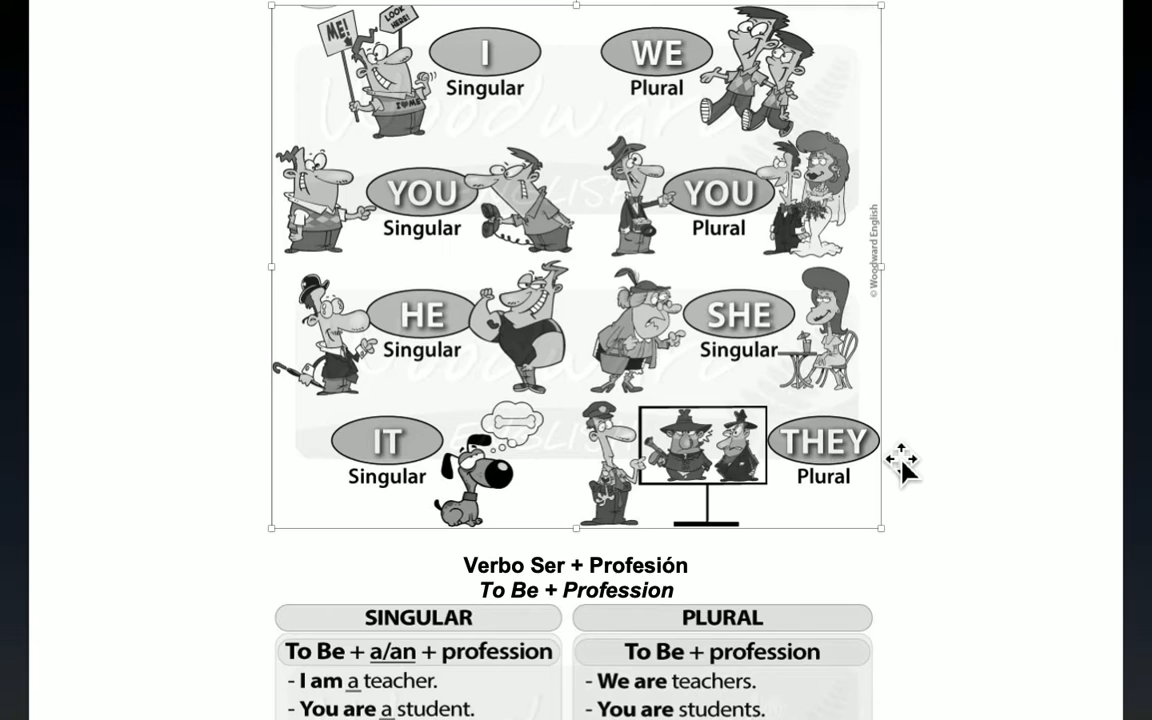 ME!
LOOK HERE!
I
Singular
WE
Plural
I ♥ ME
YOU
Singular
YOU
Plural
© Woodward English
HE
Singular
SHE
Singular
IT
Singular
THEY
Plural
Woodward
ENGLISH
Verbo Ser + Profesión
To Be + Profession
SINGULAR
PLURAL
To Be + a/an + profession
To Be + profession
- I am a teacher.
- We are teachers.
- You are a student.
- You are students.